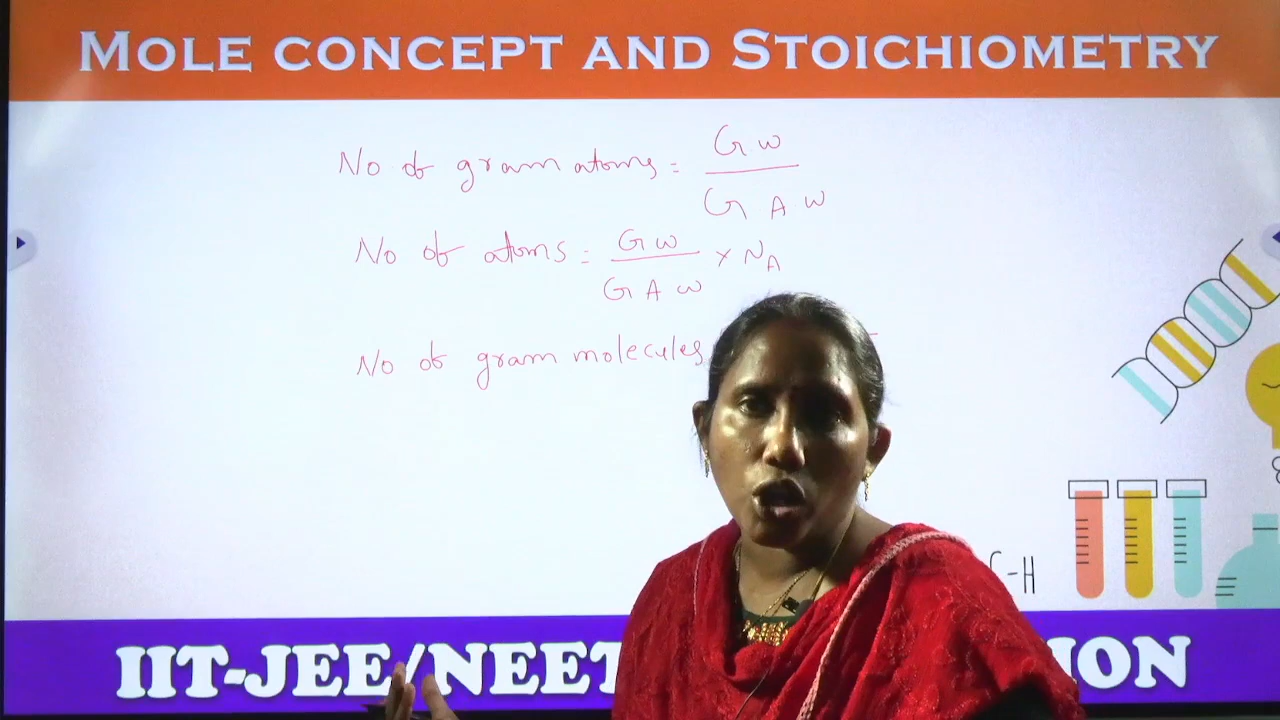 MOLE CONCEPT AND STOICHIOMETRY
No of gram atoms = GW / GAW
No of atoms = GW / GAW × NA
No of gram molecules
C-H
IIT-JEE/NEET ION